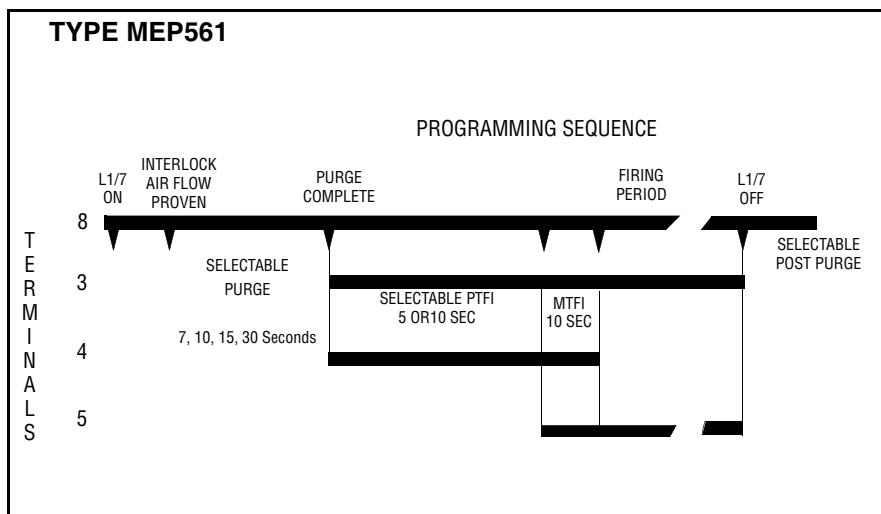 TYPE MEP561
PROGRAMMING SEQUENCE
L1/7
ON
INTERLOCK
AIR FLOW
PROVEN
PURGE
COMPLETE
FIRING
PERIOD
L1/7
OFF
TERMINALS
8
SELECTABLE
POST PURGE
3
SELECTABLE
PURGE
SELECTABLE PTFI
5 OR10 SEC
MTFI
10 SEC
7, 10, 15, 30 Seconds
4
5